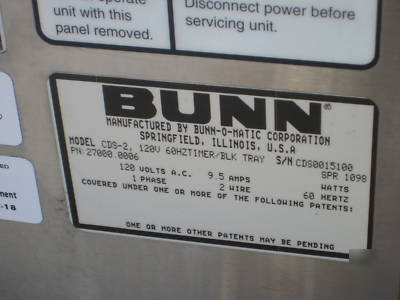 operate
unit with this
panel removed.
Disconnect power before
servicing unit.
BUNN®
MANUFACTURED BY BUNN-O-MATIC CORPORATION
SPRINGFIELD, ILLINOIS, U.S.A
MODEL CDS-2, 120V 60HZTIMER/BLK TRAY S/N CDS0015100
PN:27000.0006 SPR 1098
120 VOLTS A.C. 9.5 AMPS WATTS
1 PHASE 2 WIRE 60 HERTZ
COVERED UNDER ONE OR MORE OF THE FOLLOWING PATENTS:
ONE OR MORE OTHER PATENTS MAY BE PENDING
-18